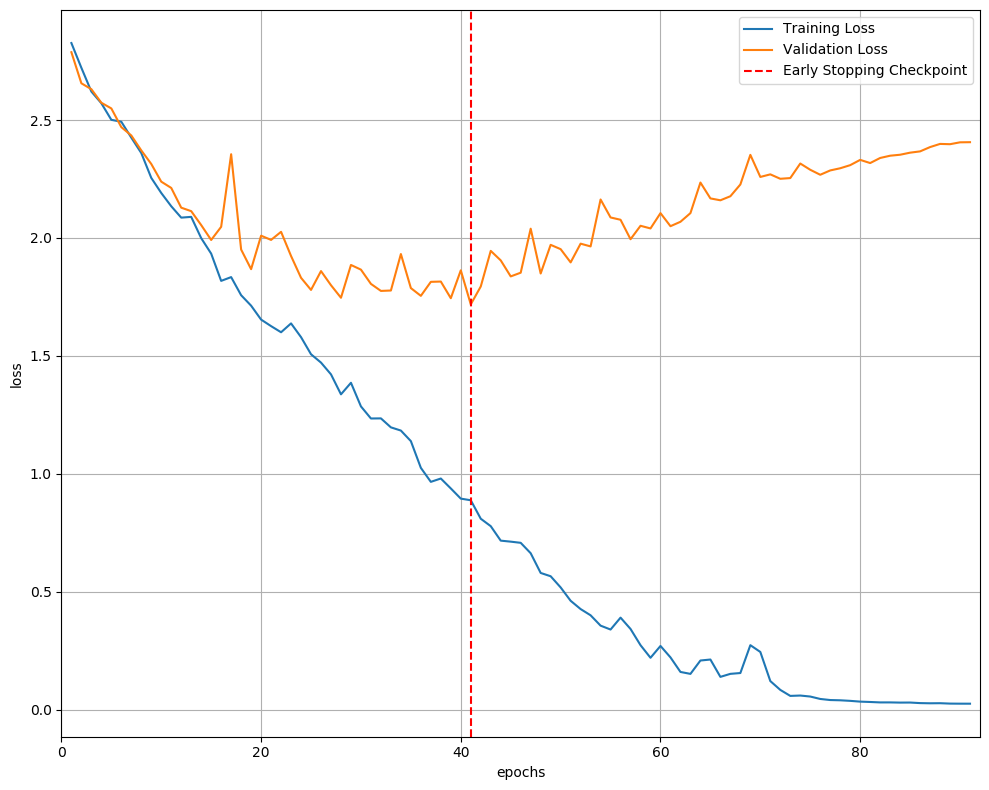 Training Loss
Validation Loss
Early Stopping Checkpoint
2.5
2.0
1.5
1.0
0.5
0.0
loss
0 20 40 60 80
epochs